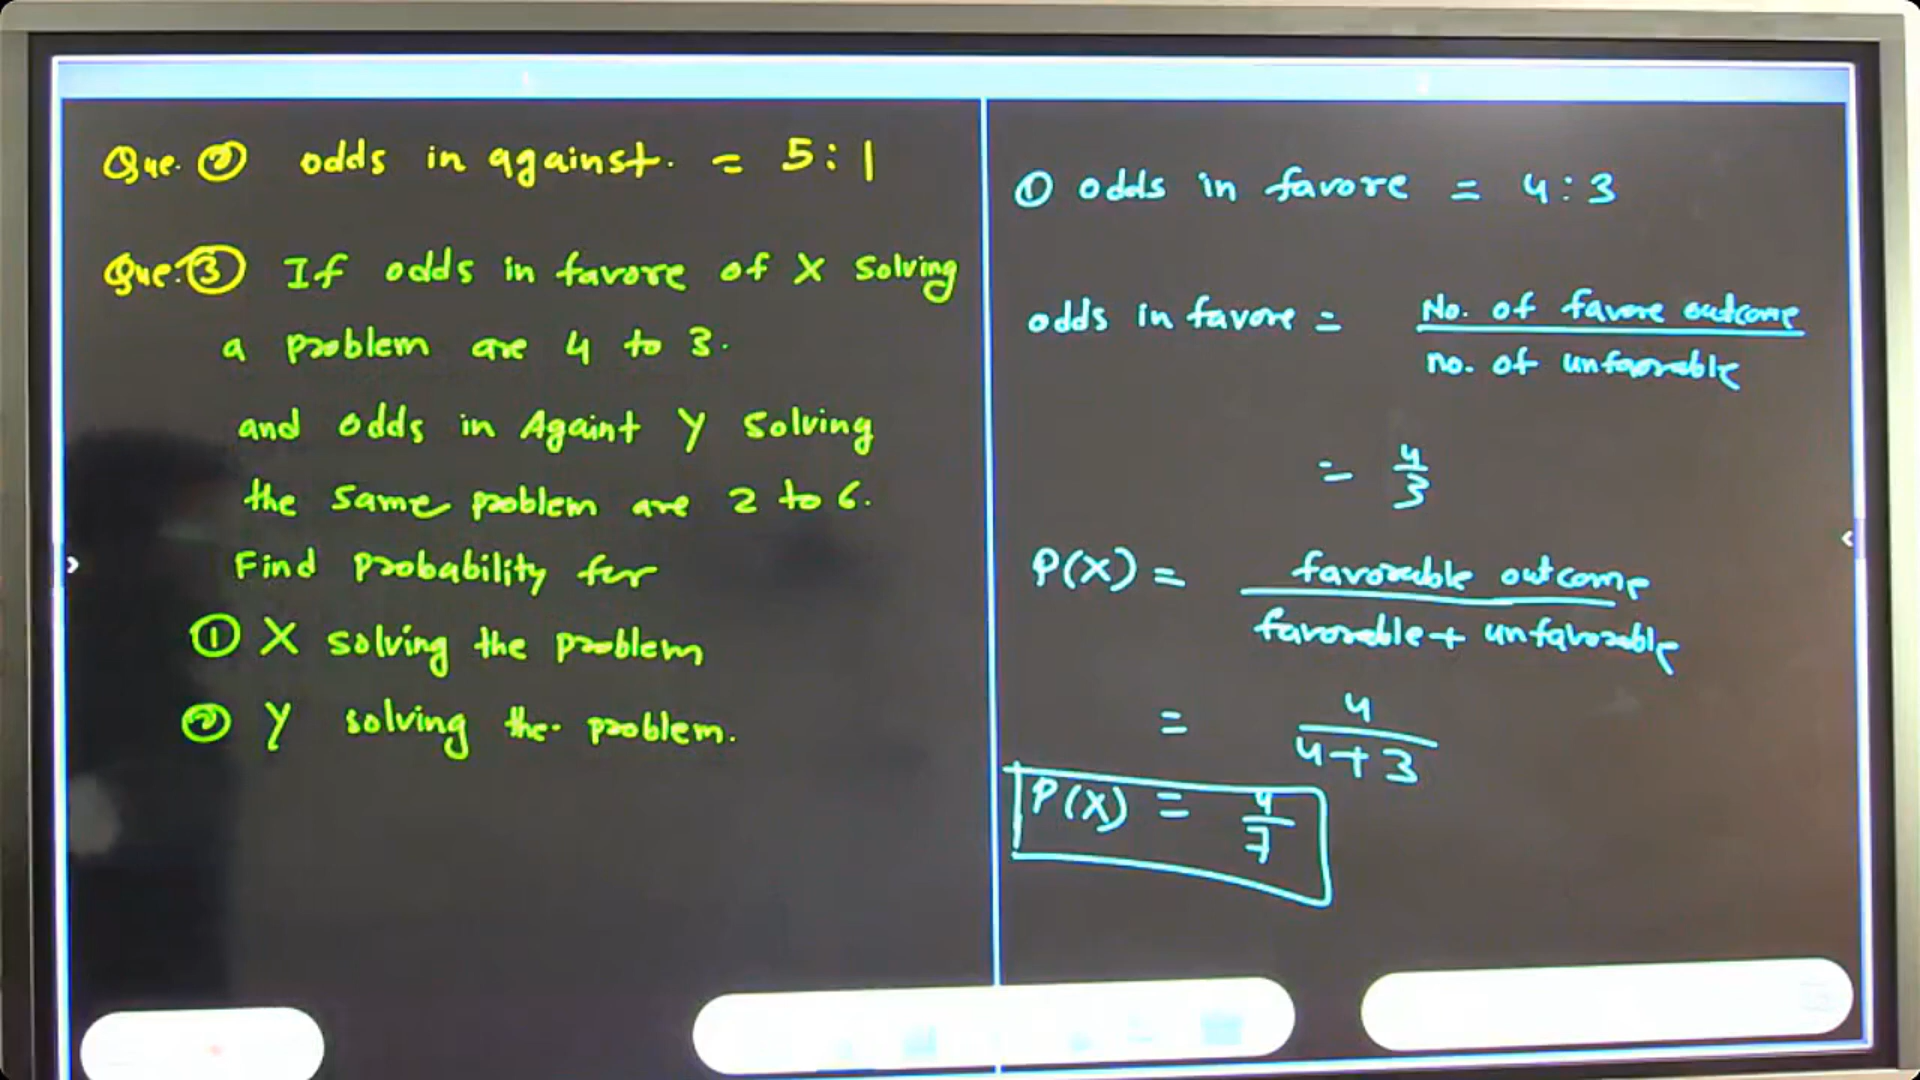 Que. ② odds in against. = 5:1
Que. ③ If odds in favore of X solving
a problem are 4 to 3.
and odds in Againt Y solving
the same problem are 2 to 6.
Find probability for
① X solving the problem
② Y solving the problem.
① odds in favore = 4:3
odds in favore = No. of favore outcome
no. of unfavorable
= 4
3
P(X) = favorable outcome
favorable + unfavorable
= 4
4+3
P(X) = 4
7